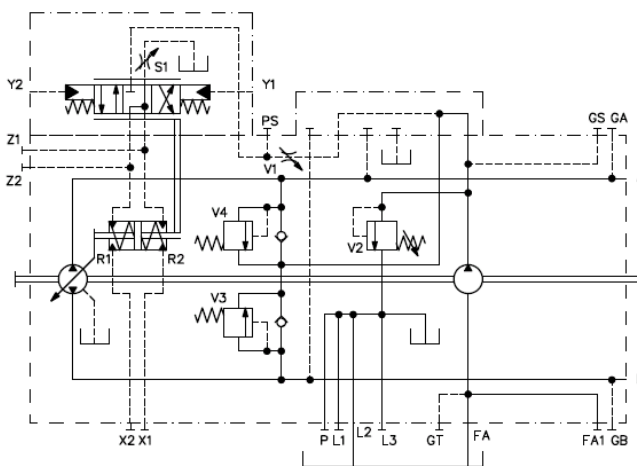 S1
Y2
Y1
PS
GS GA
Z1
V1
Z2
V4
V2
R1
R2
V3
X2 X1
P L1 L2 L3
GT
FA
FA1 GB